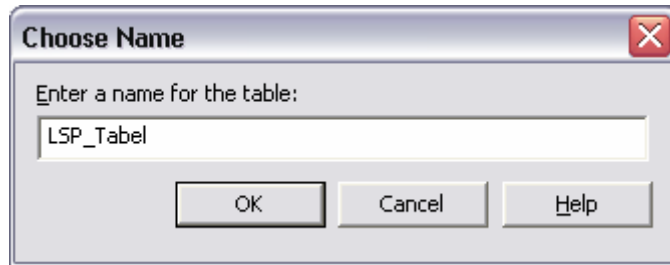 Choose Name
Enter a name for the table:
LSP_Tabel
OK Cancel Help